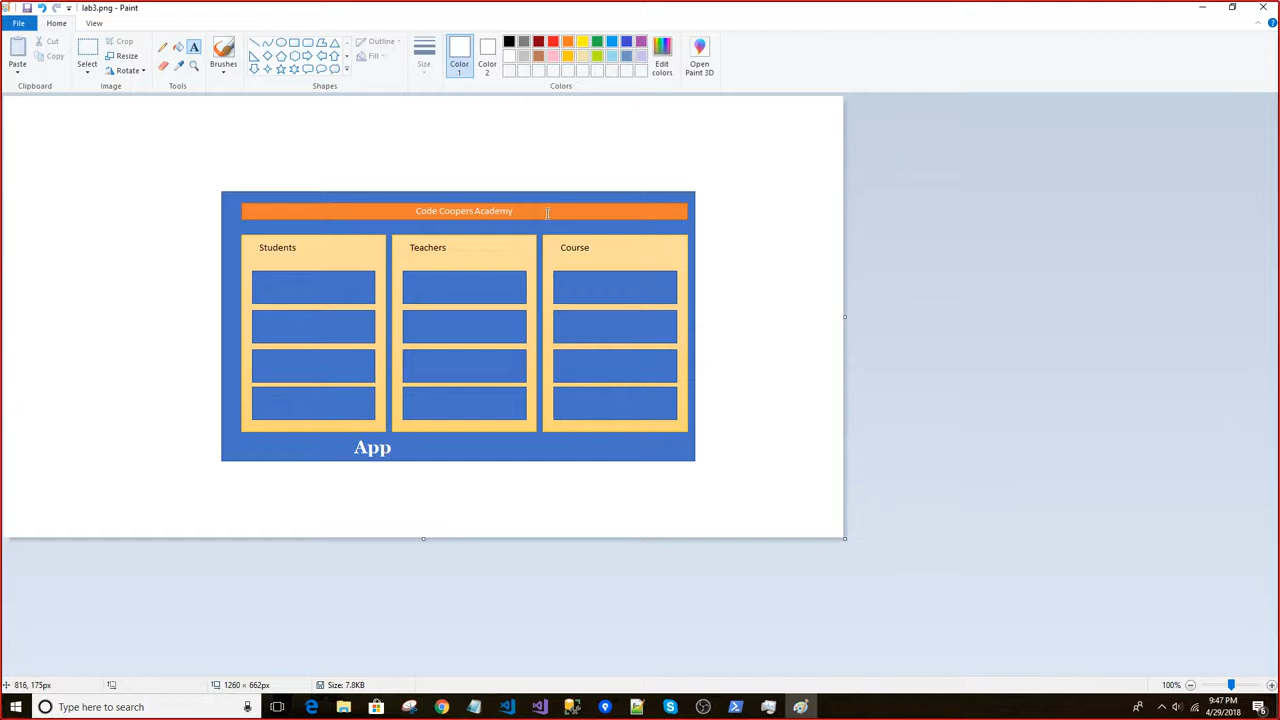 lab3.png - Paint
File Home View
Paste
Cut
Copy
Clipboard
Select
Crop
Resize
Rotate
Image
A
Tools
Brushes
Shapes
Outline
Fill
Size
Color 1
Color 2
Colors
Edit colors
Open Paint 3D
Code Coopers Academy
Students Teachers Course
App
816, 175px 1260 × 662px Size: 7.8KB 100%
Type here to search
9:47 PM
4/29/2018
6